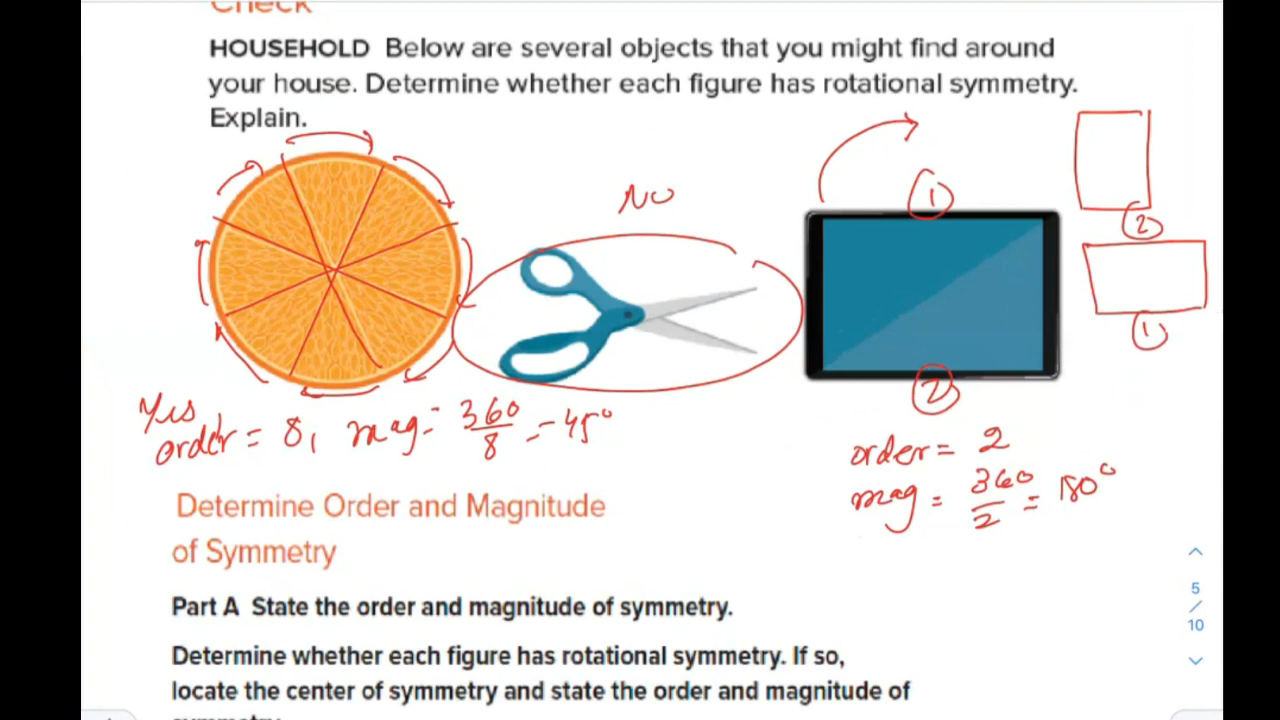 Check
HOUSEHOLD Below are several objects that you might find around
your house. Determine whether each figure has rotational symmetry.
Explain.
NO
1
2
2
1
Yes
order = 8, mag = 360/8 = 45°
order = 2
mag = 360/2 = 180°
Determine Order and Magnitude
of Symmetry
Part A State the order and magnitude of symmetry.
Determine whether each figure has rotational symmetry. If so,
locate the center of symmetry and state the order and magnitude of
symmetry.
5
/
10